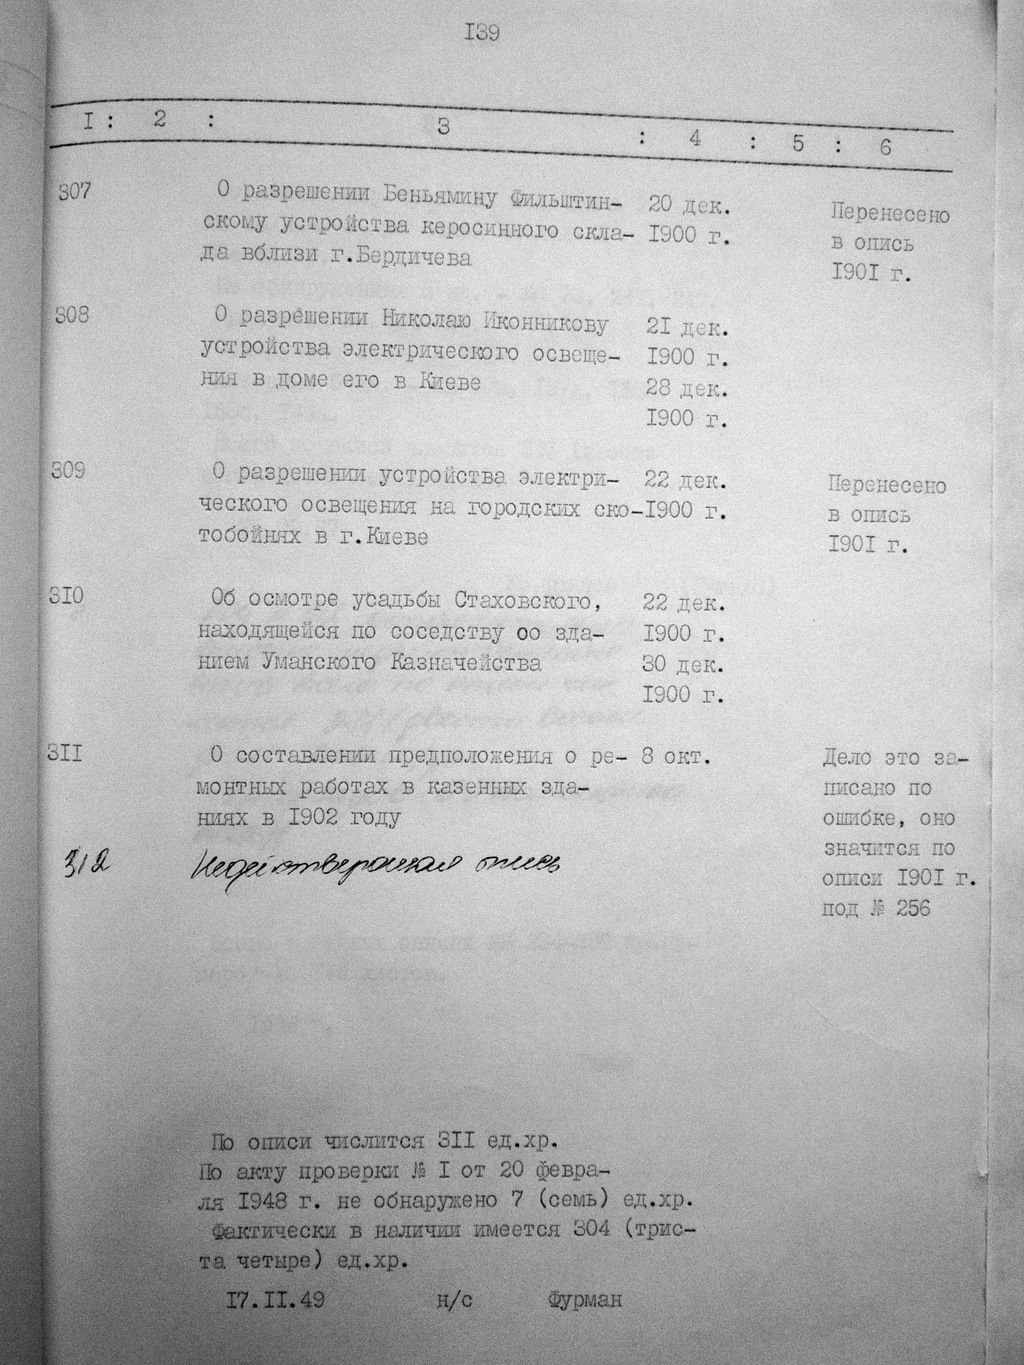 I39
I : 2 : 3 : 4 : 5 : 6
307 О разрешении Беньямину Фильштин- 20 дек. Перенесено
скому устройства керосинного скла- I900 г. в опись
да вблизи г.Бердичева I90I г.
308 О разрешении Николаю Иконникову 2I дек.
устройства электрического освеще- I900 г.
ния в доме его в Киеве 28 дек.
I900 г.
309 О разрешении устройства электри- 22 дек. Перенесено
ческого освещения на городских ско-I900 г. в опись
тобойнях в г.Киеве I90I г.
3I0 Об осмотре усадьбы Стаховского, 22 дек.
находящейся по соседству оо зда- I900 г.
нием Уманского Казначейства 30 дек.
I900 г.
3II О составлении предположения о ре- 8 окт. Дело это за-
монтных работах в казенных зда- писано по
ниях в I902 году ошибке, оно
значится по
312 Недействерашая опись описи I90I г.
под № 256
По описи числится 3II ед.хр.
По акту проверки № I от 20 февра-
ля I948 г. не обнаружено 7 (семь) ед.хр.
Фактически в наличии имеется 304 (трис-
та четыре) ед.хр.
I7.II.49 н/с Фурман